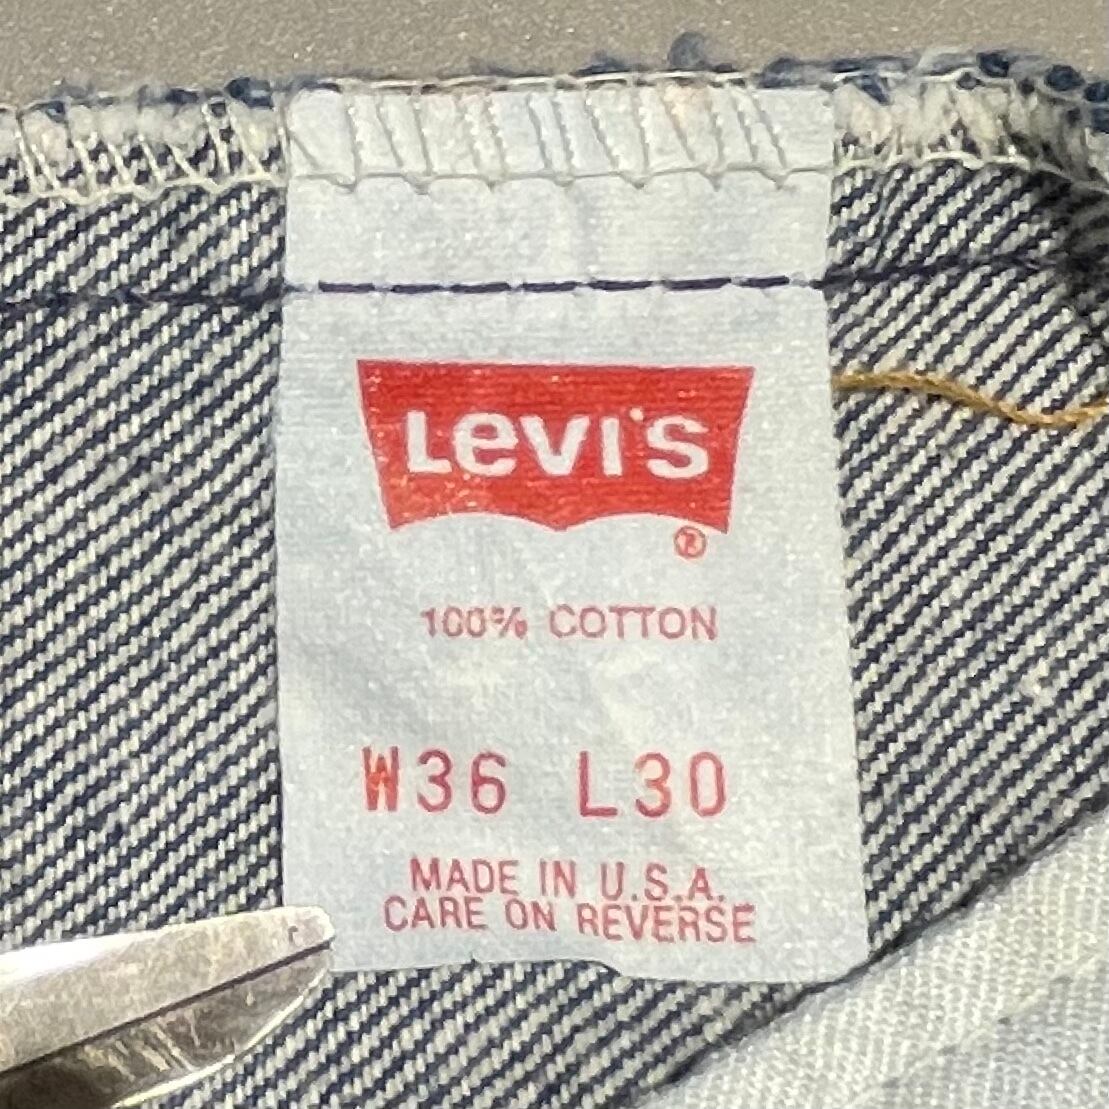 LEVI'S
®
100% COTTON
W36 L30
MADE IN U.S.A.
CARE ON REVERSE